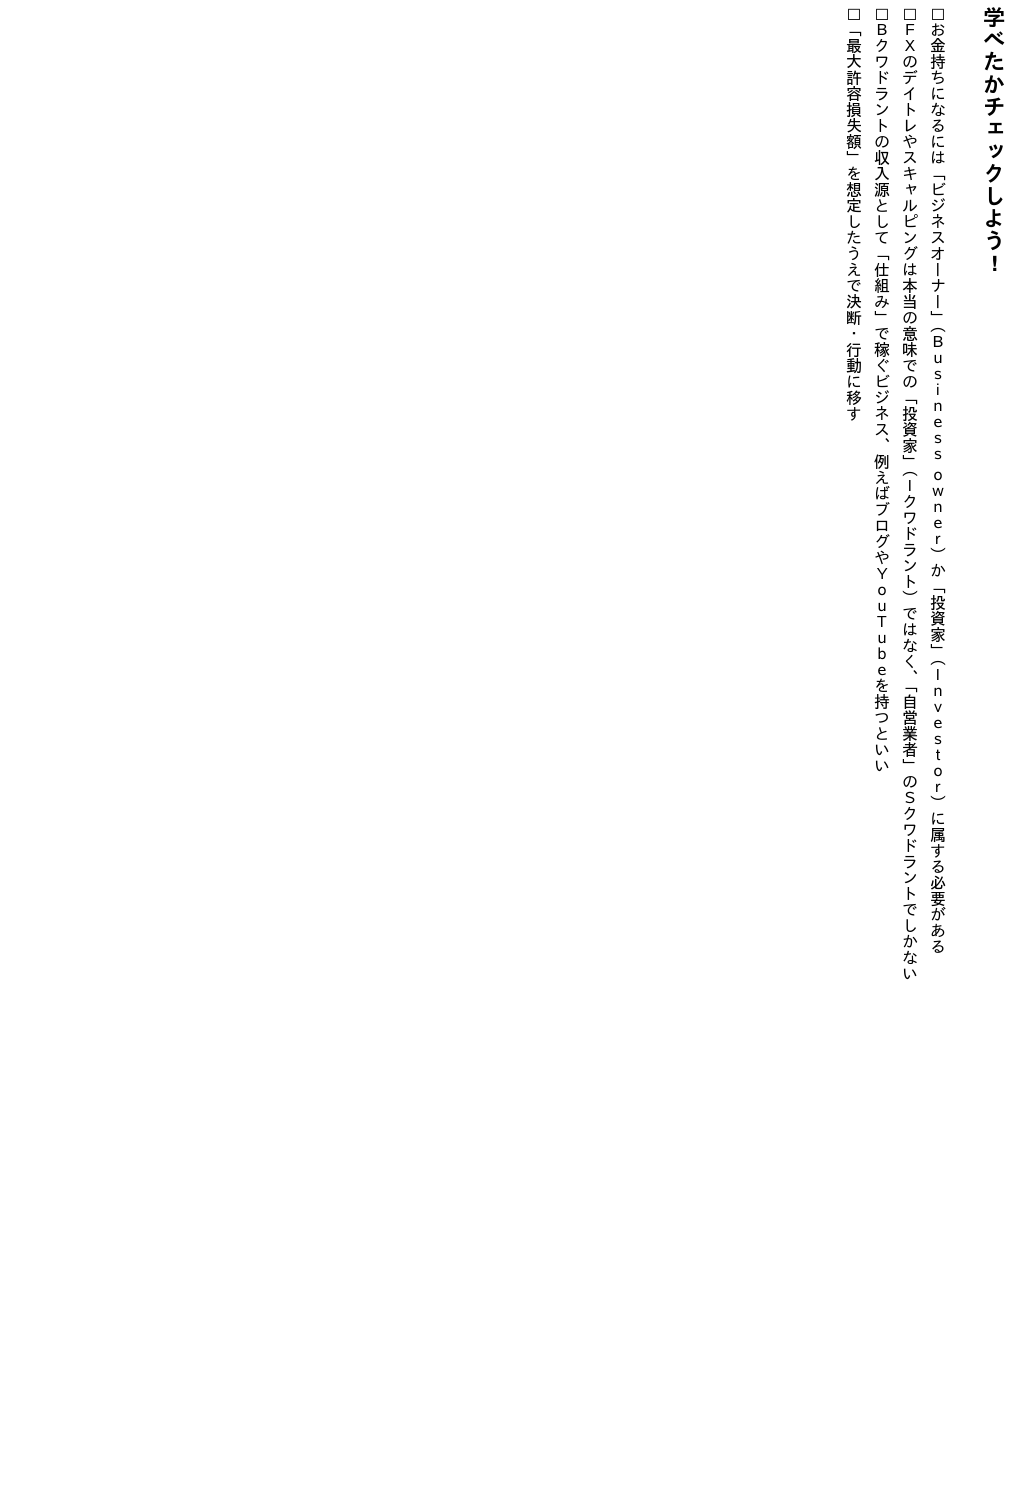 学べたかチェックしよう！
□お金持ちになるには「ビジネスオーナー」（Ｂｕｓｉｎｅｓｓ ｏｗｎｅｒ）か「投資家」（Ｉｎｖｅｓｔｏｒ）に属する必要がある
□ＦＸのデイトレやスキャルピングは本当の意味での「投資家」（Ｉクワドラント）ではなく、「自営業者」のＳクワドラントでしかない
□Ｂクワドラントの収入源として「仕組み」で稼ぐビジネス、例えばブログやＹｏｕＴｕｂｅを持つといい
□「最大許容損失額」を想定したうえで決断・行動に移す